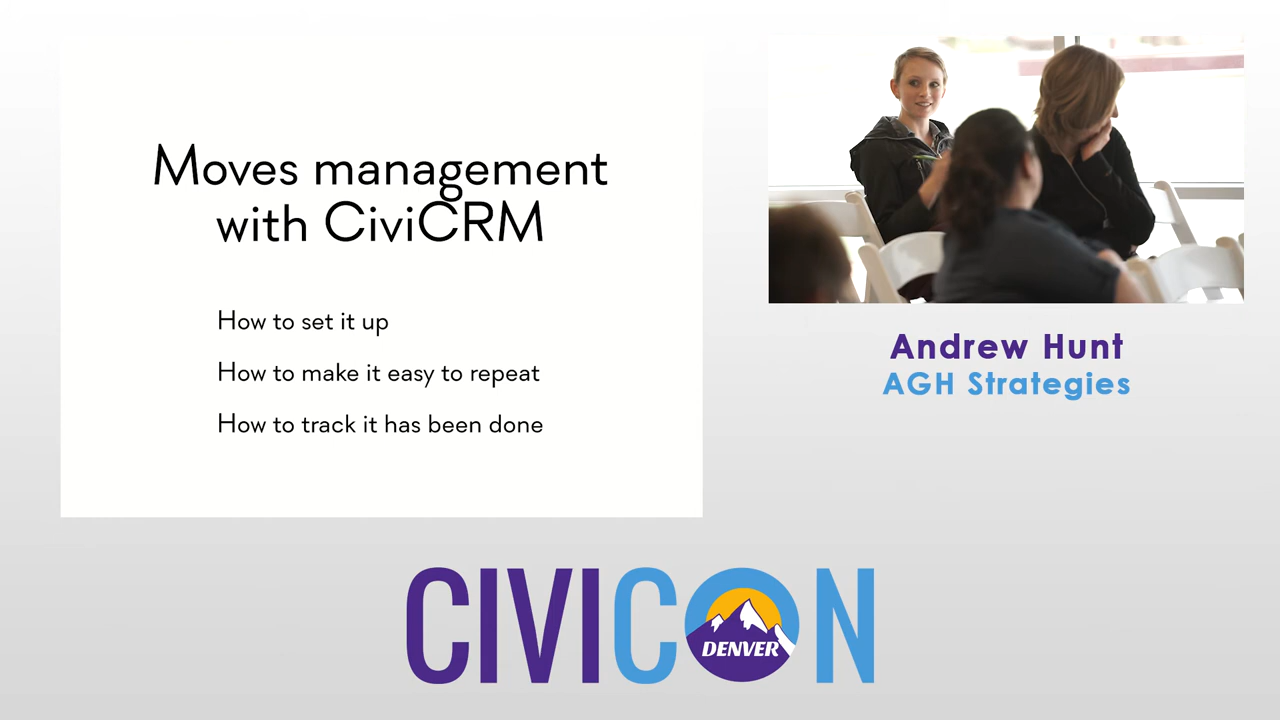 Moves management
with CiviCRM
How to set it up
How to make it easy to repeat
How to track it has been done
Andrew Hunt
AGH Strategies
CIVICON
DENVER